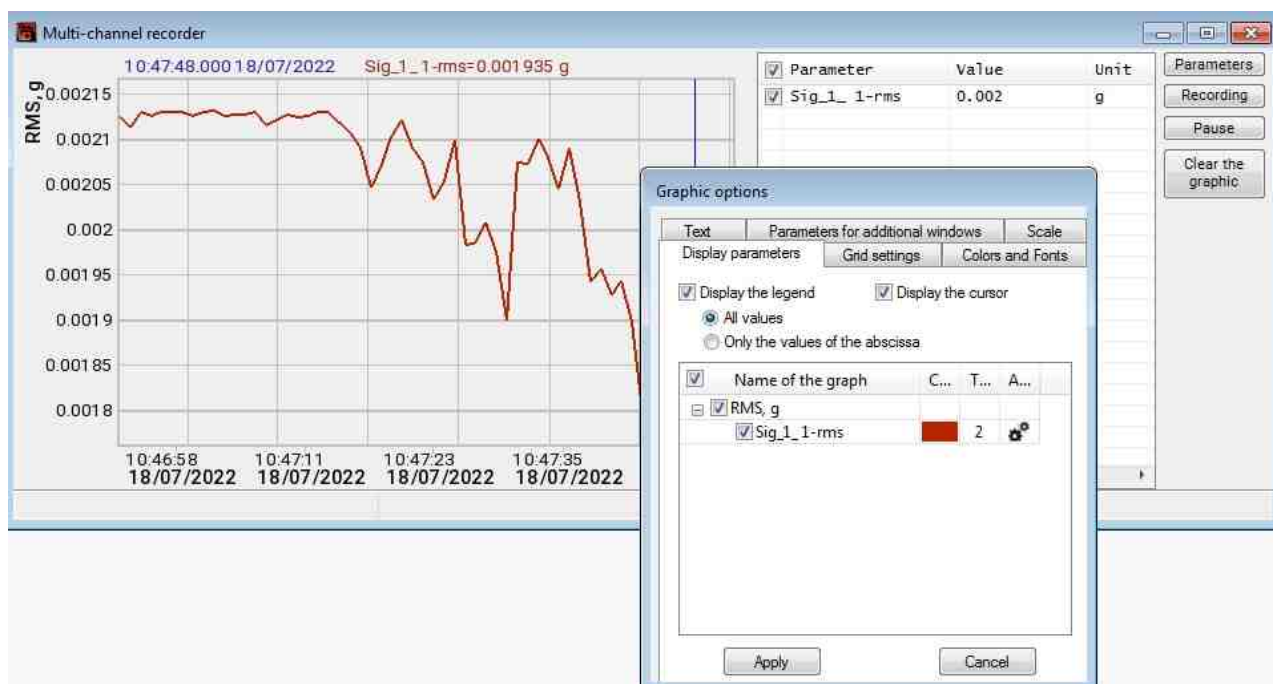 Multi-channel recorder
10:47:48.000 18/07/2022 Sig_1_ 1-rms=0.001935 g
RMS, g
0.00215
0.0021
0.00205
0.002
0.00195
0.0019
0.00185
0.0018
10:46:58 10:47:11 10:47:23 10:47:35
18/07/2022 18/07/2022 18/07/2022 18/07/2022
Parameter Value Unit
Sig_1_ 1-rms 0.002 g
Parameters
Recording
Pause
Clear the
graphic
Graphic options
Text Parameters for additional windows Scale
Display parameters Grid settings Colors and Fonts
Display the legend Display the cursor
All values
Only the values of the abscissa
Name of the graph C... T... A...
RMS, g
Sig_1_ 1-rms 2
Apply Cancel